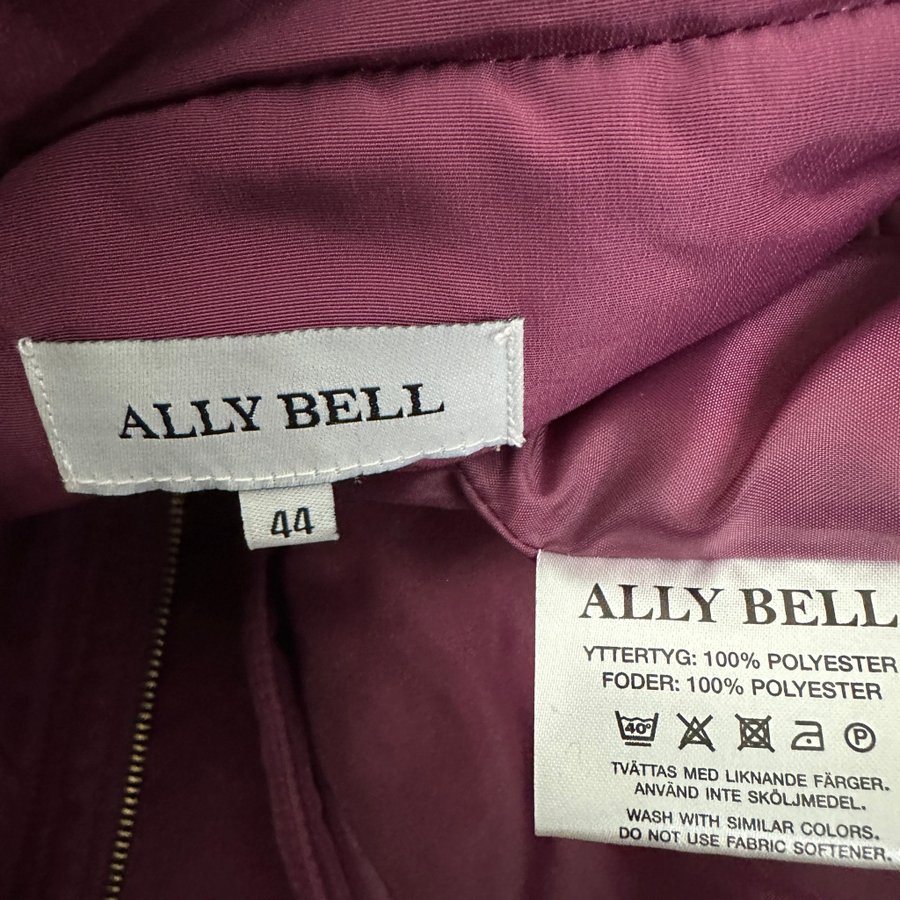 ALLY BELL
44
ALLY BELL
YTTERTYG: 100% POLYESTER
FODER: 100% POLYESTER
40° P
TVÄTTAS MED LIKNANDE FÄRGER.
ANVÄND INTE SKÖLJMEDEL.
WASH WITH SIMILAR COLORS.
DO NOT USE FABRIC SOFTENER.